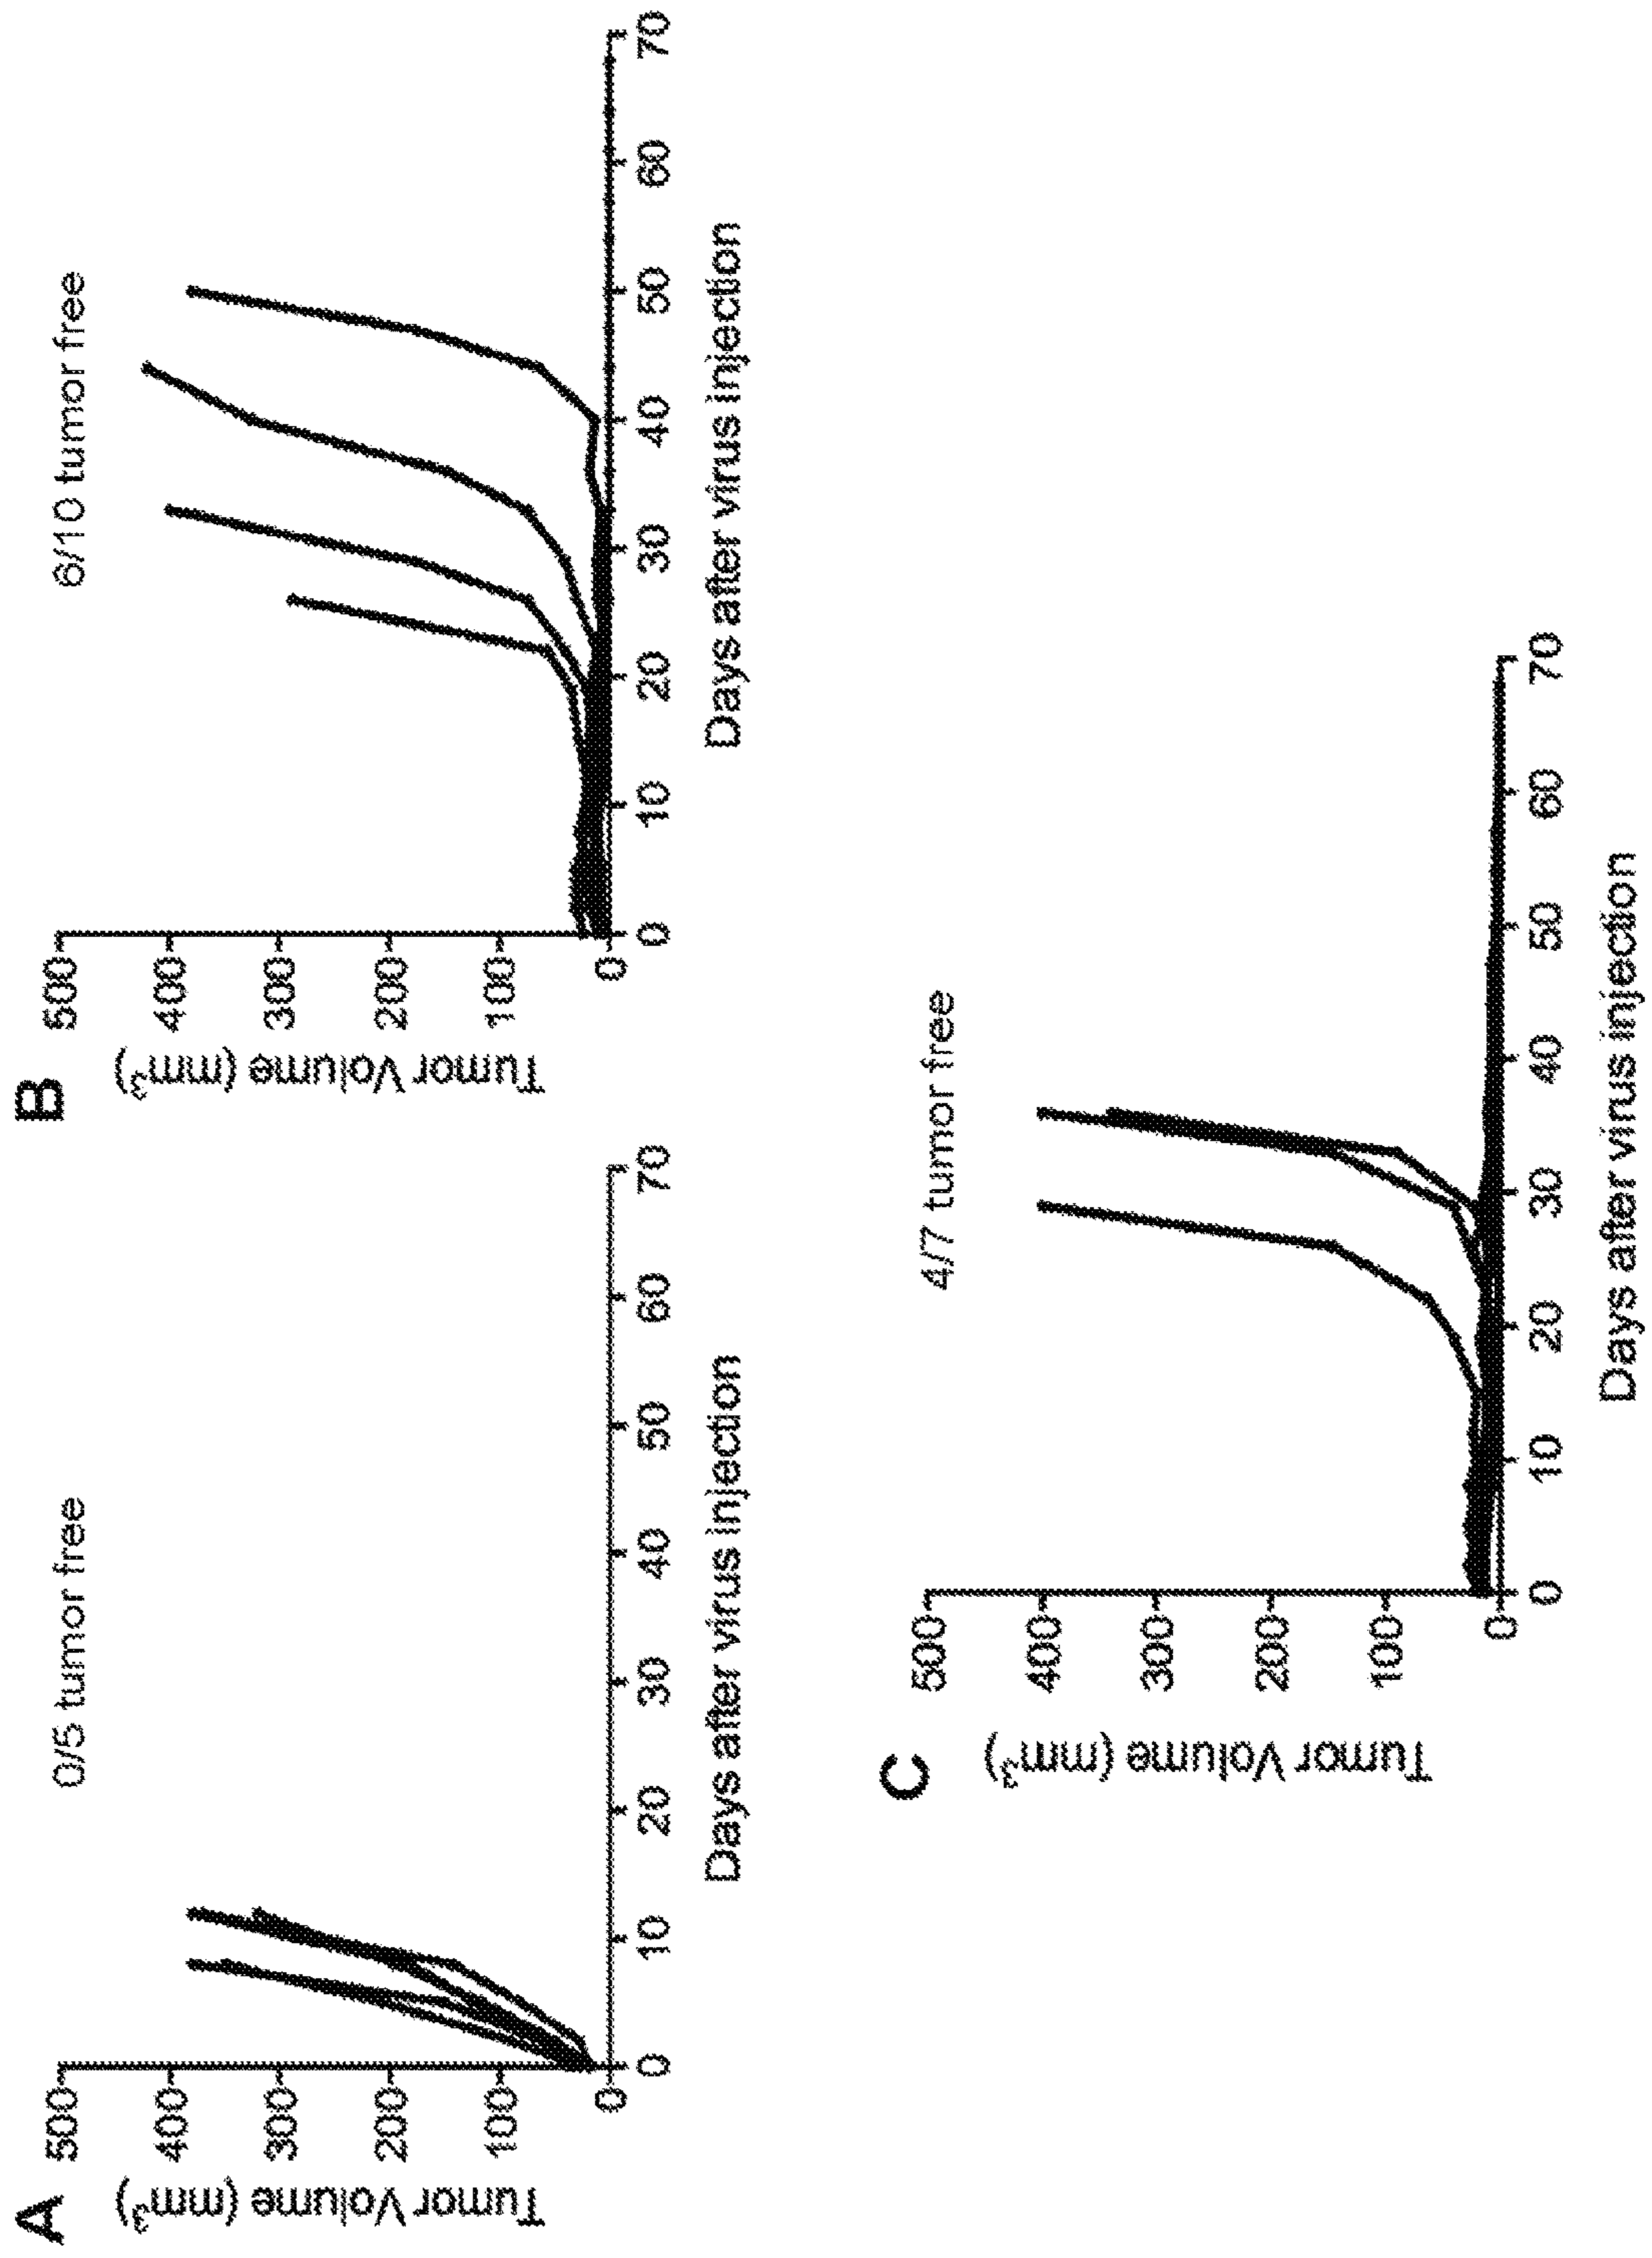 A
0/5 tumor free
Tumor Volume (mm³)
500
400
300
200
100
0
0 10 20 30 40 50 60 70
Days after virus injection
B
6/10 tumor free
Tumor Volume (mm³)
500
400
300
200
100
0
0 10 20 30 40 50 60 70
Days after virus injection
C
4/7 tumor free
Tumor Volume (mm³)
500
400
300
200
100
0
0 10 20 30 40 50 60 70
Days after virus injection